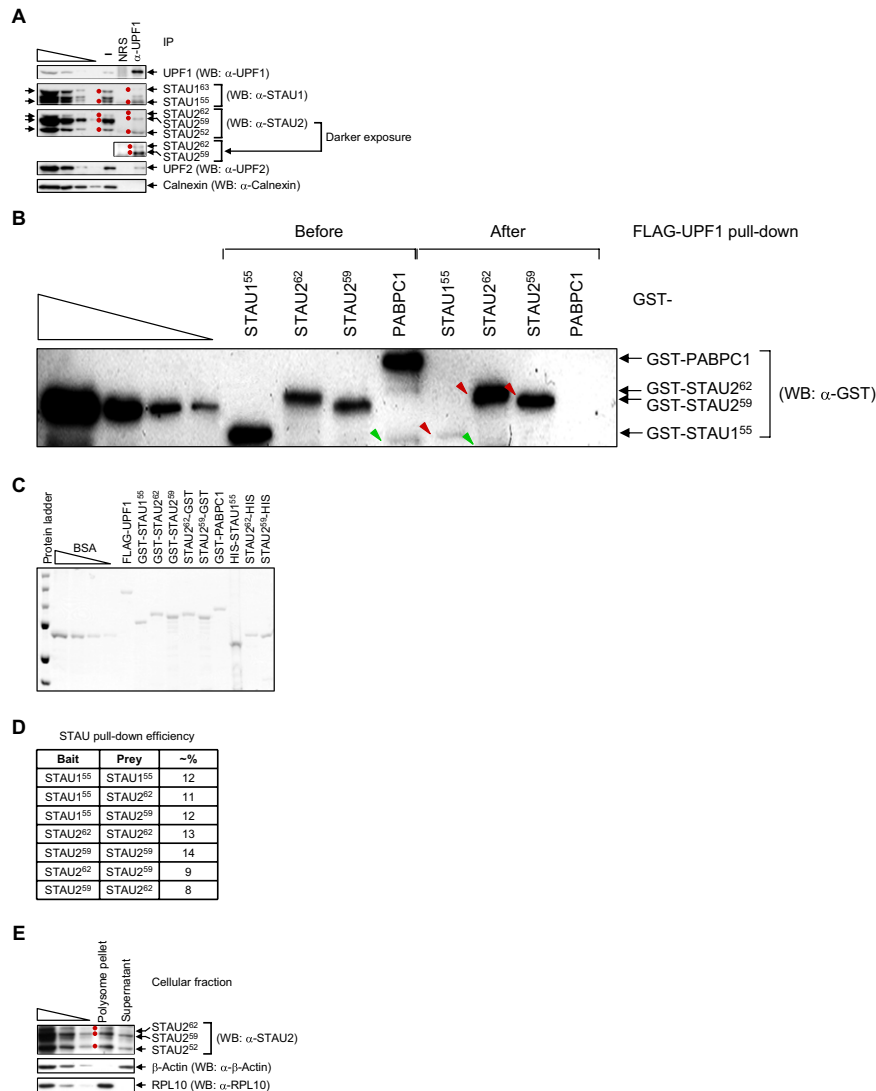 A
–
NRS
α-UPF1
IP
UPF1 (WB: α-UPF1)
STAU1⁶³
STAU1⁵⁵
(WB: α-STAU1)
STAU2⁶²
STAU2⁵⁹
STAU2⁵²
(WB: α-STAU2)
Darker exposure
STAU2⁶²
STAU2⁵⁹
UPF2 (WB: α-UPF2)
Calnexin (WB: α-Calnexin)
B
Before
After
FLAG-UPF1 pull-down
STAU1⁵⁵
STAU2⁶²
STAU2⁵⁹
PABPC1
STAU1⁵⁵
STAU2⁶²
STAU2⁵⁹
PABPC1
GST-
GST-PABPC1
GST-STAU2⁶²
GST-STAU2⁵⁹
GST-STAU1⁵⁵
(WB: α-GST)
C
Protein ladder
BSA
FLAG-UPF1
GST-STAU1⁵⁵
GST-STAU2⁶²
GST-STAU2⁵⁹
STAU2⁶²-GST
STAU2⁵⁹-GST
GST-PABPC1
HIS-STAU1⁵⁵
STAU2⁶²-HIS
STAU2⁵⁹-HIS
D
STAU pull-down efficiency
Bait Prey ~%
STAU1⁵⁵ STAU1⁵⁵ 12
STAU1⁵⁵ STAU2⁶² 11
STAU1⁵⁵ STAU2⁵⁹ 12
STAU2⁶² STAU2⁶² 13
STAU2⁵⁹ STAU2⁵⁹ 14
STAU2⁶² STAU2⁵⁹ 9
STAU2⁵⁹ STAU2⁶² 8
E
Polysome pellet
Supernatant
Cellular fraction
STAU2⁶²
STAU2⁵⁹
STAU2⁵²
(WB: α-STAU2)
β-Actin (WB: α-β-Actin)
RPL10 (WB: α-RPL10)